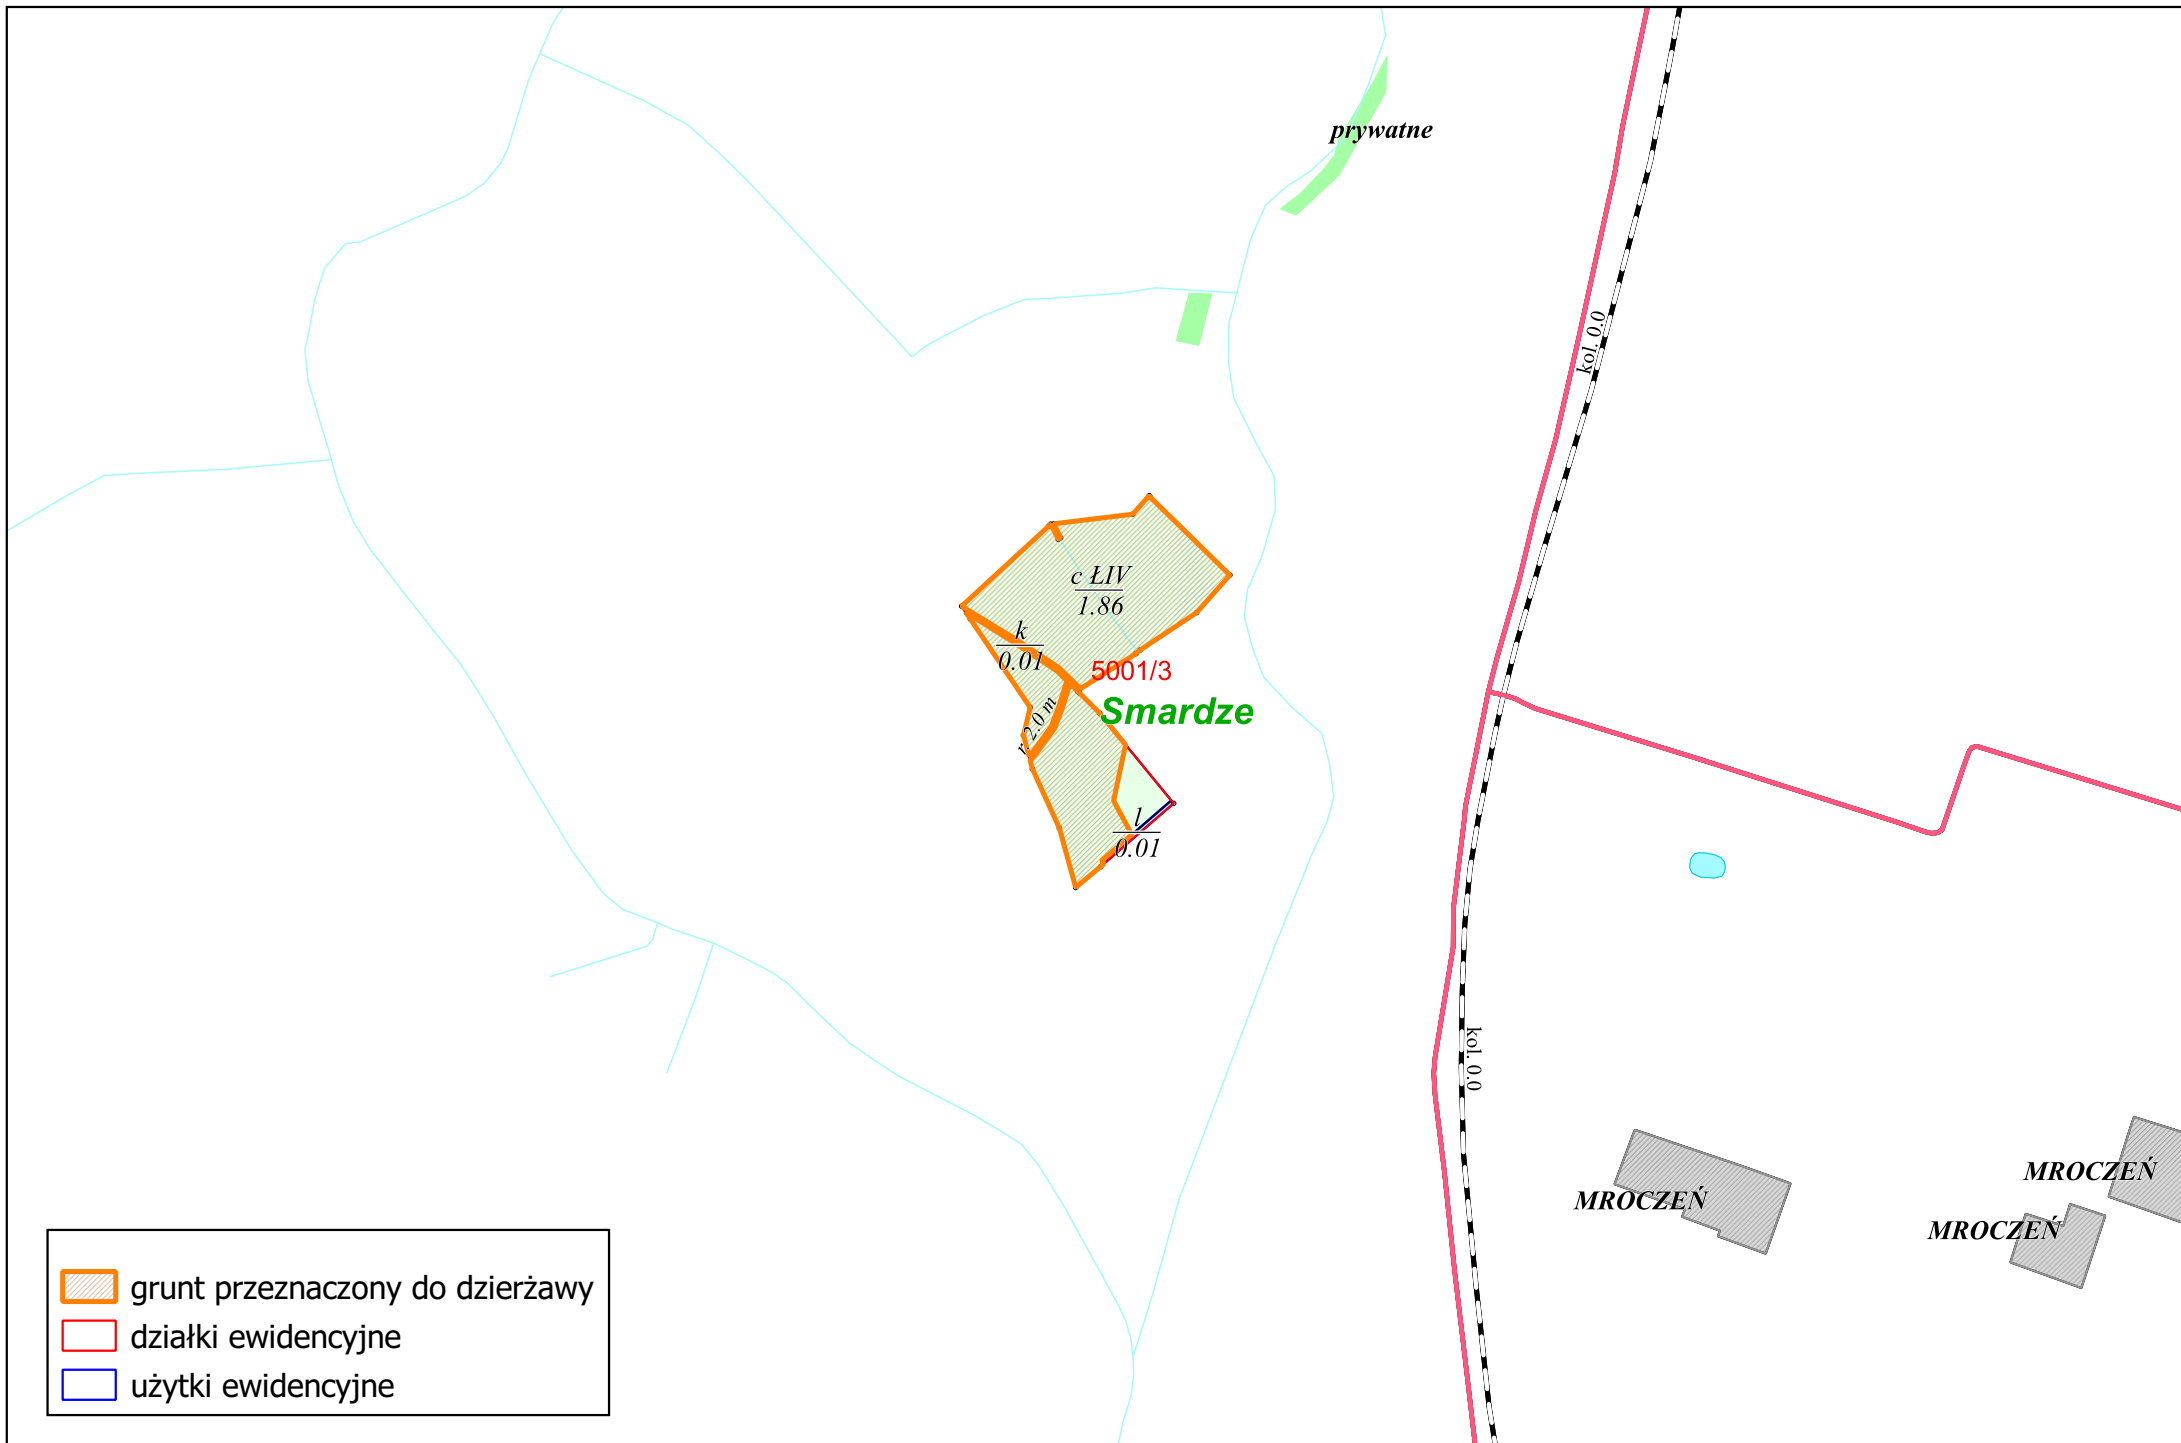 prywatne
kol. 0.0
c ŁIV
1.86
k
0.01
5001/3
Smardze
r. 2.0 m
l
0.01
kol. 0.0
MROCZEŃ
MROCZEŃ
MROCZEŃ
grunt przeznaczony do dzierżawy
działki ewidencyjne
użytki ewidencyjne